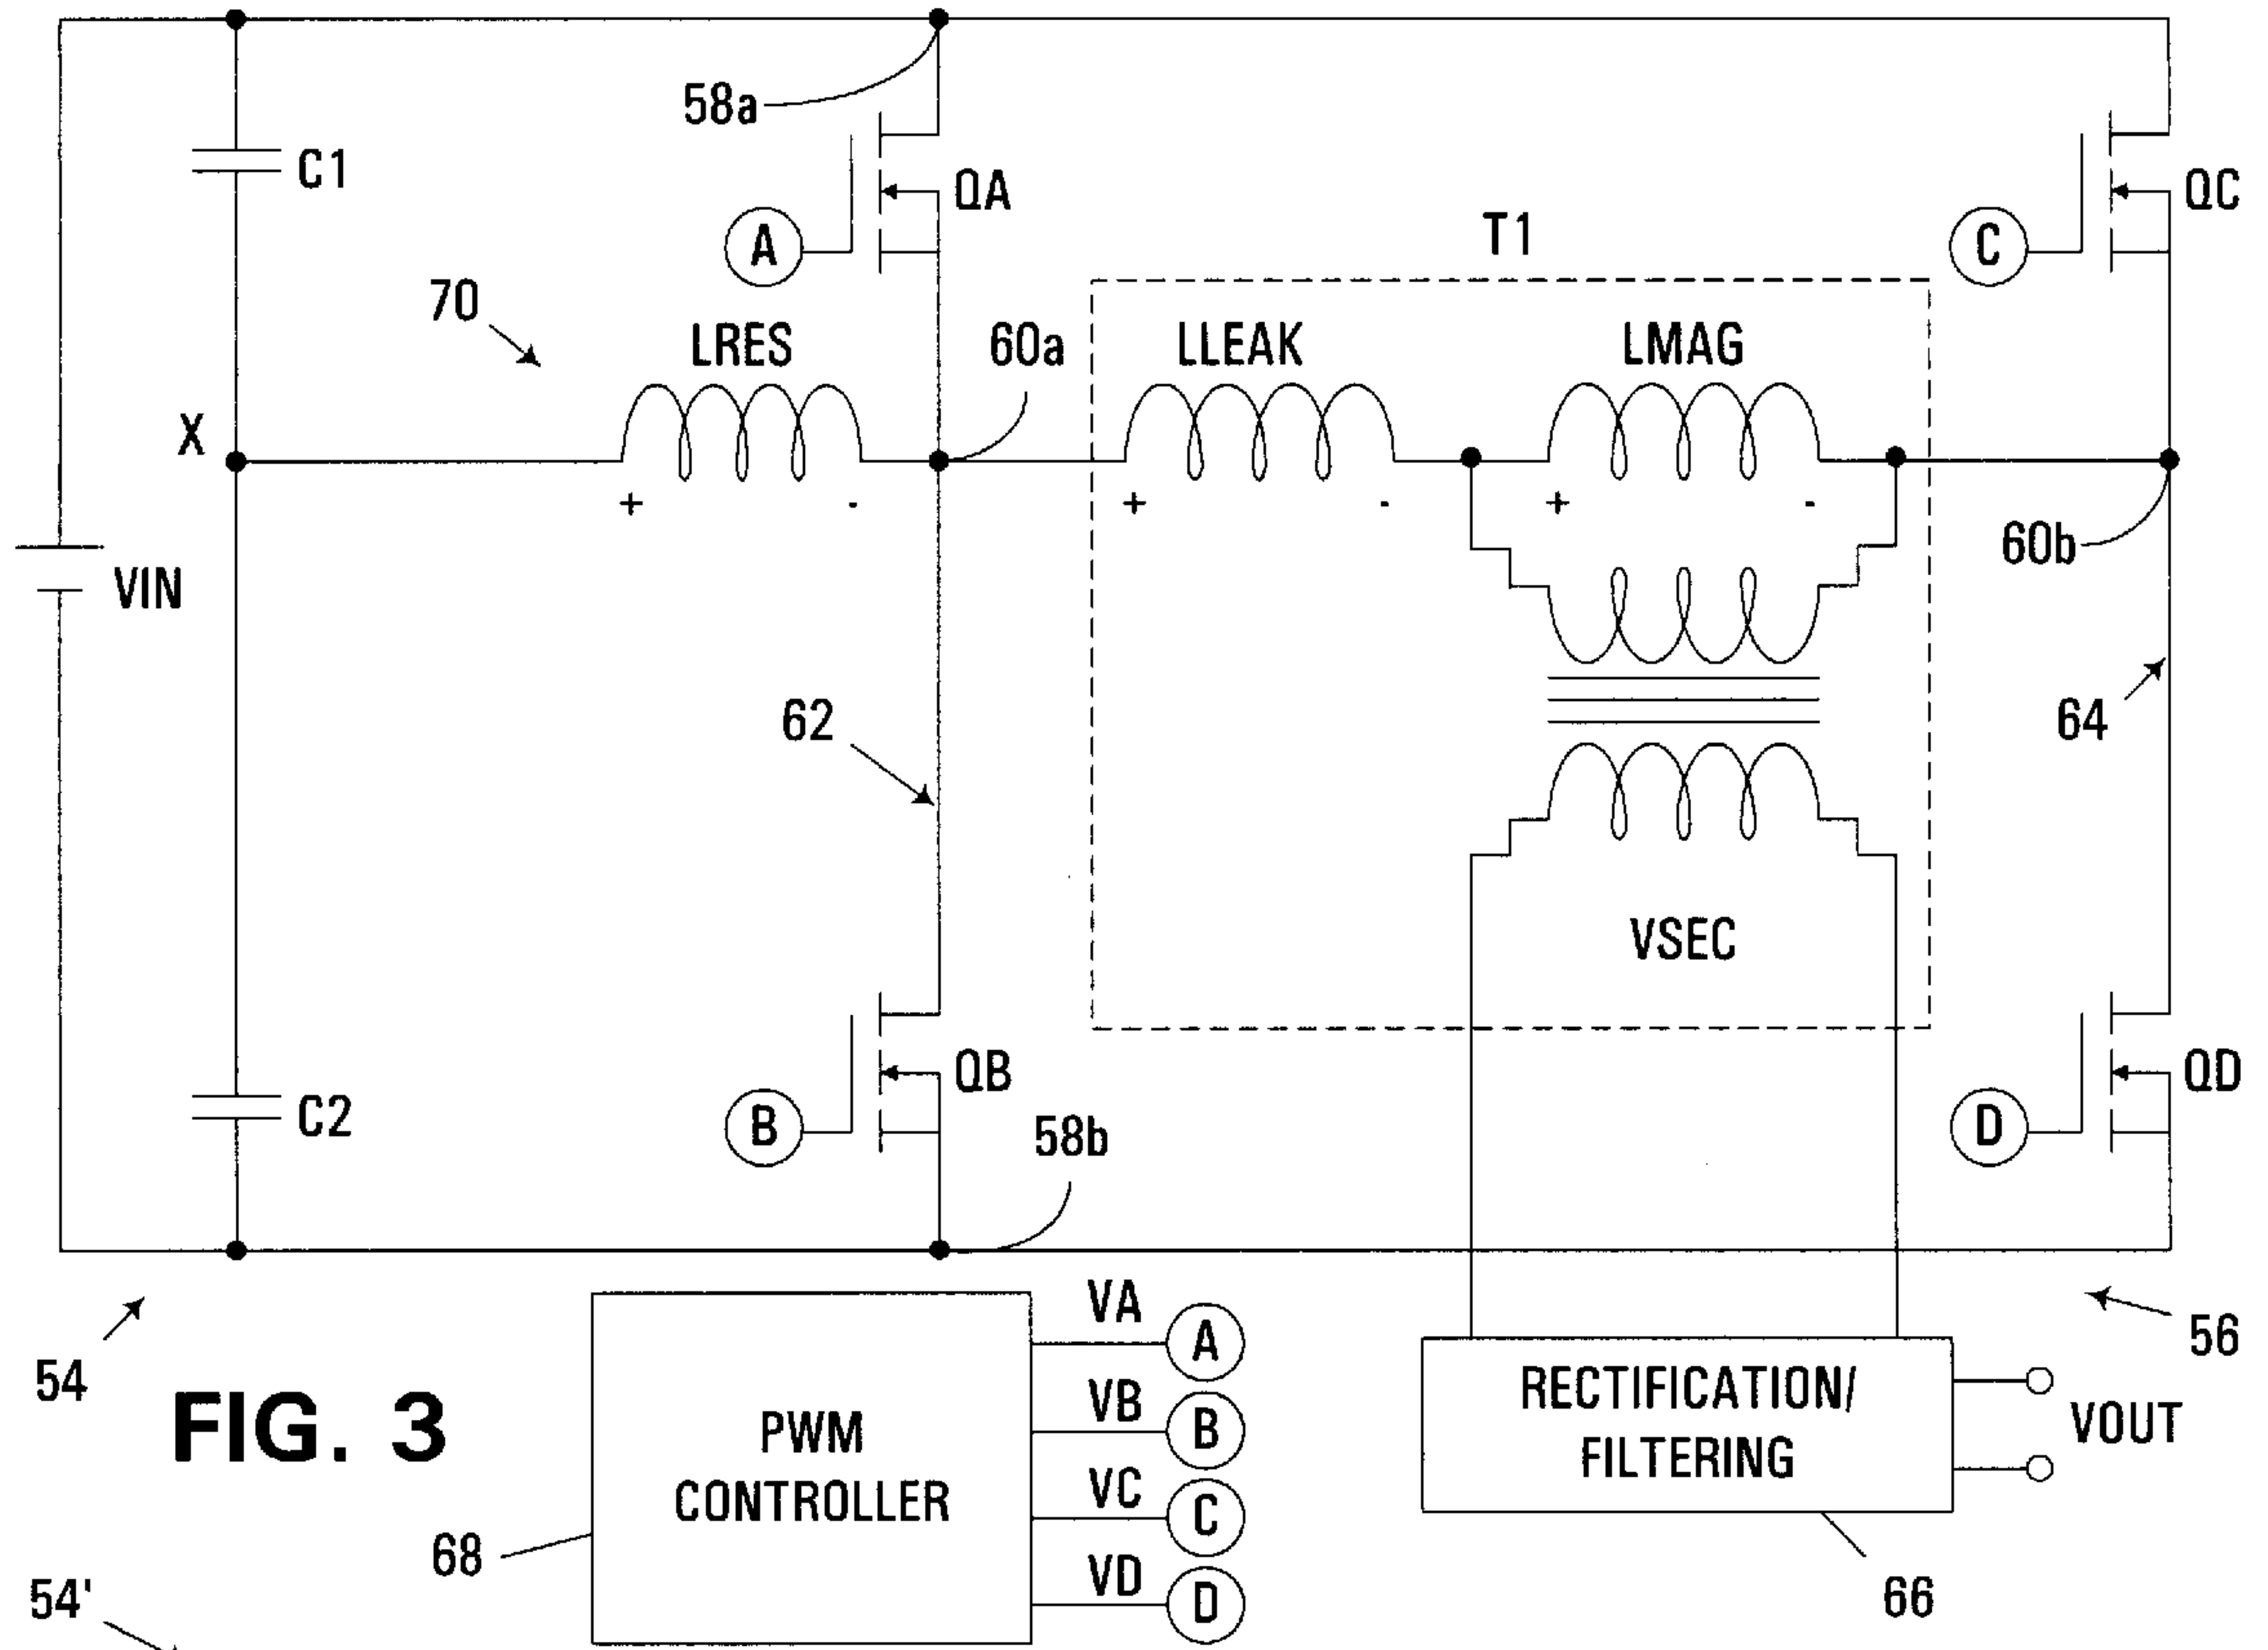 58a
C1
QA
QC
A
C
T1
70
LRES
60a
LLEAK
LMAG
X
+ - + - + -
60b
VIN
62
64
VSEC
QB
QD
C2
B
58b
D
VA
A
54
56
FIG. 3
PWM
CONTROLLER
VB
B
RECTIFICATION/
FILTERING
VOUT
VC
C
68
VD
D
66
54'